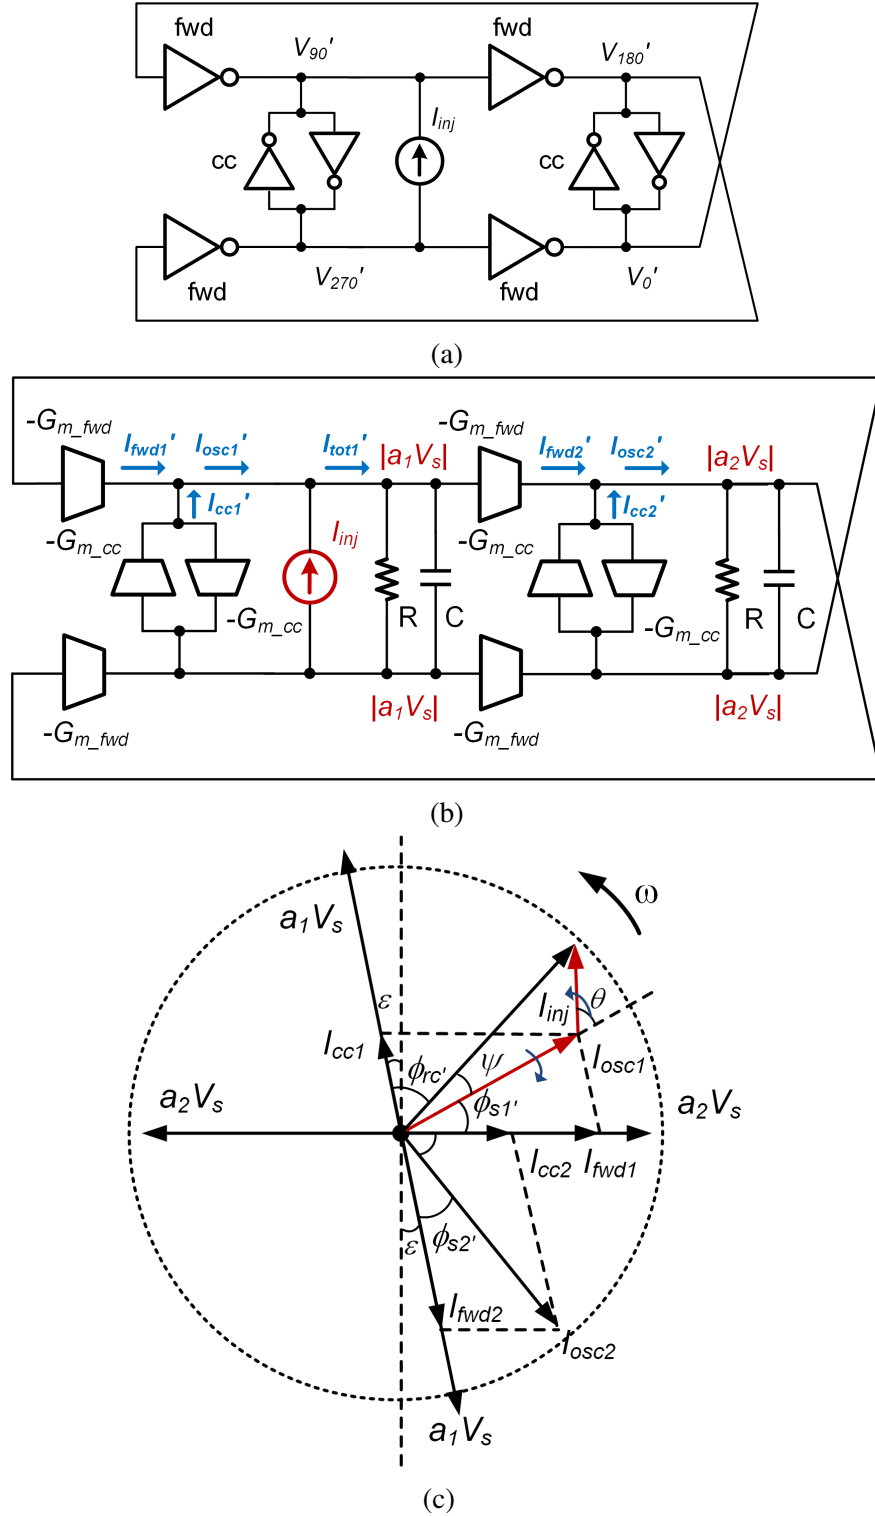 fwd
fwd
V90'
V180'
Iinj
cc
cc
fwd
V270'
fwd
V0'
(a)
-Gm_fwd
Ifwd1'
Iosc1'
Itot1'
|a1Vs|
-Gm_fwd
Ifwd2'
Iosc2'
|a2Vs|
Icc1'
Icc2'
-Gm_cc
Iinj
-Gm_cc
R
C
R
C
-Gm_cc
-Gm_cc
|a1Vs|
|a2Vs|
-Gm_fwd
-Gm_fwd
(b)
ω
a1Vs
ε
Iinj
θ
Icc1
ϕrc'
ψ
Iosc1
ϕs1'
a2Vs
a2Vs
Icc2
Ifwd1
ε
ϕs2'
Ifwd2
Iosc2
a1Vs
(c)